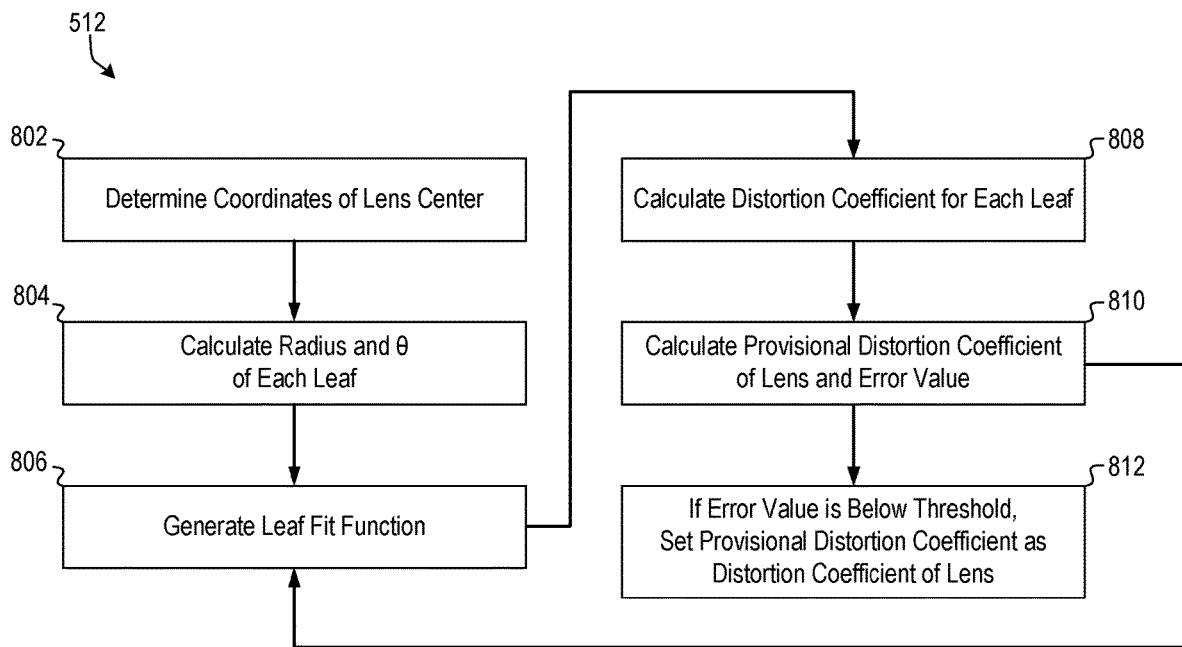 512
802
Determine Coordinates of Lens Center
804
Calculate Radius and θ
of Each Leaf
806
Generate Leaf Fit Function
808
Calculate Distortion Coefficient for Each Leaf
810
Calculate Provisional Distortion Coefficient
of Lens and Error Value
812
If Error Value is Below Threshold,
Set Provisional Distortion Coefficient as
Distortion Coefficient of Lens